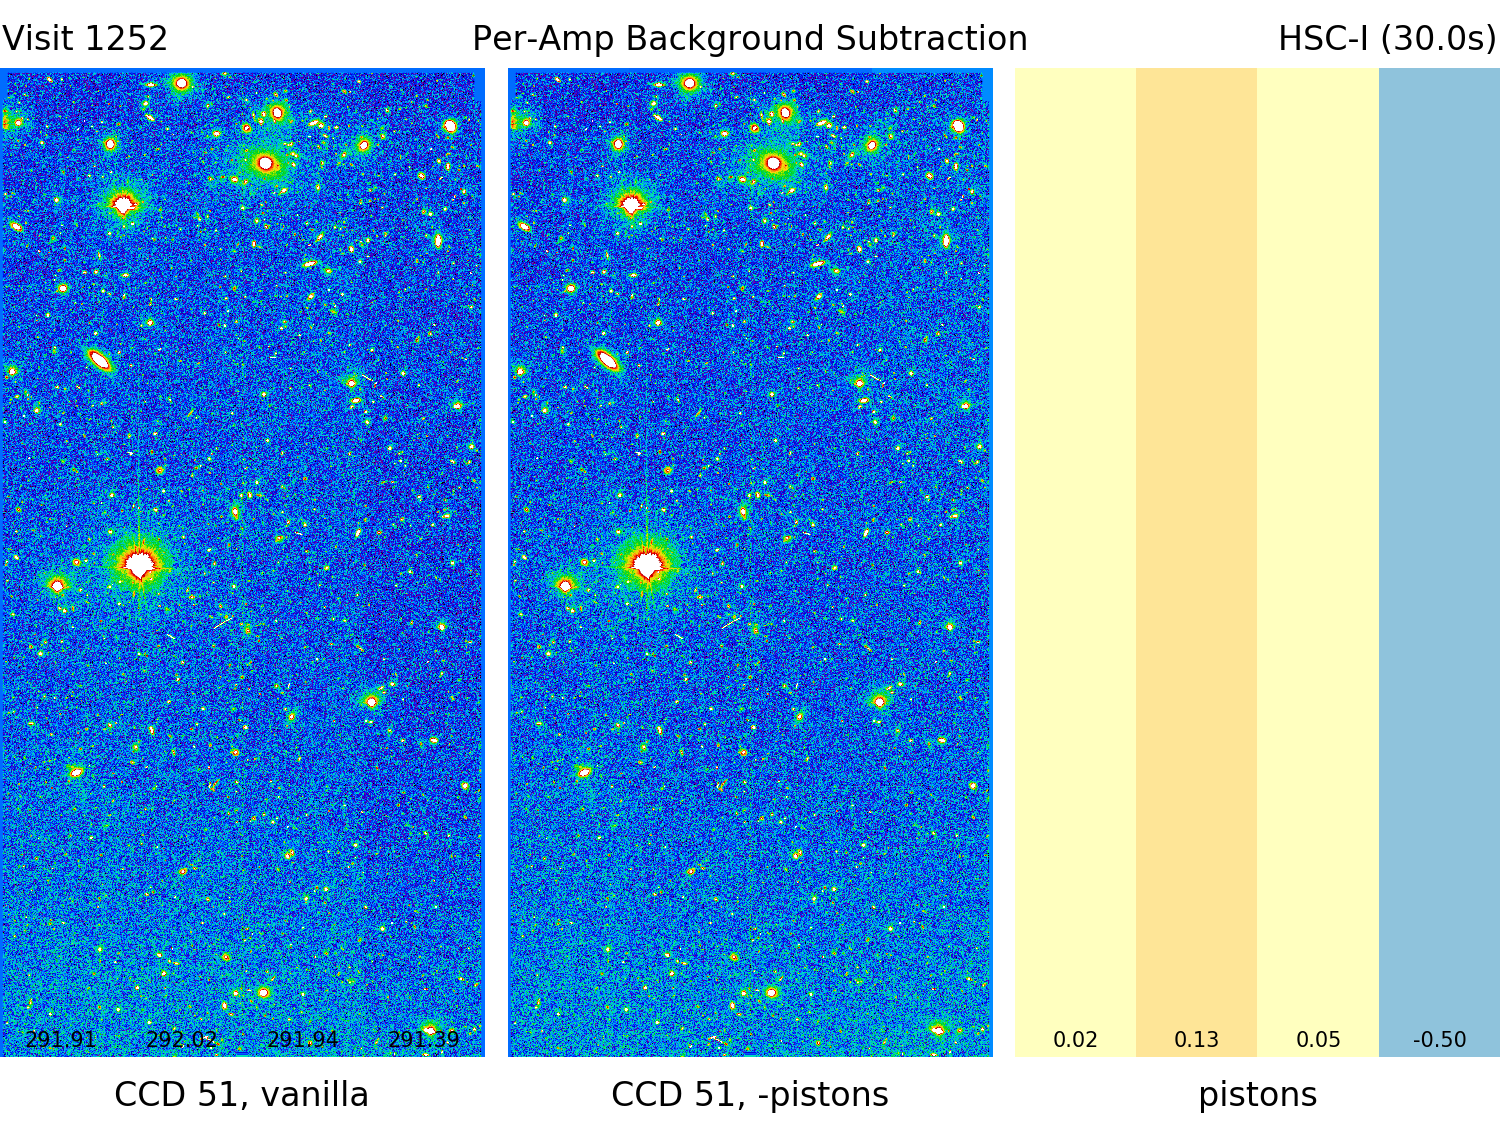 Visit 1252
Per-Amp Background Subtraction
HSC-I (30.0s)
291.91 292.02 291.94 291.39
0.02 0.13 0.05 -0.50
CCD 51, vanilla
CCD 51, -pistons
pistons